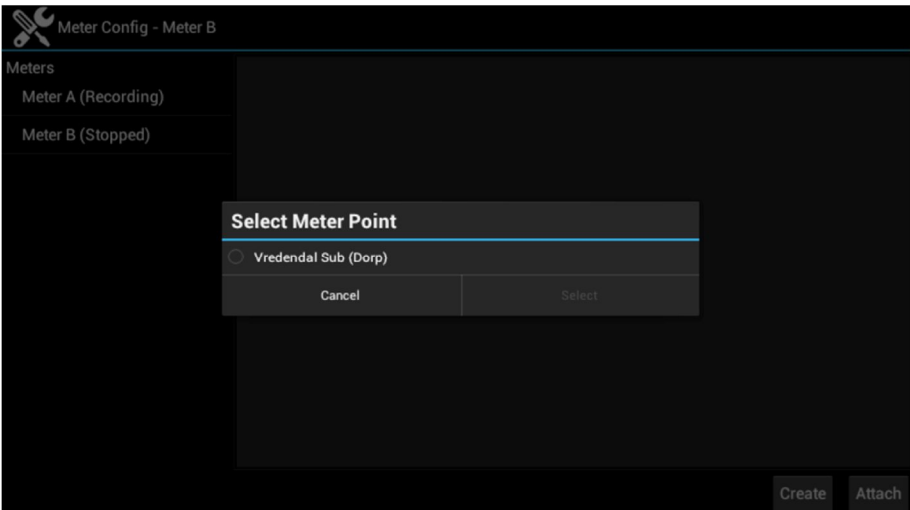 Meter Config - Meter B
Meters
Meter A (Recording)
Meter B (Stopped)
Select Meter Point
Vredendal Sub (Dorp)
Cancel
Select
Create
Attach